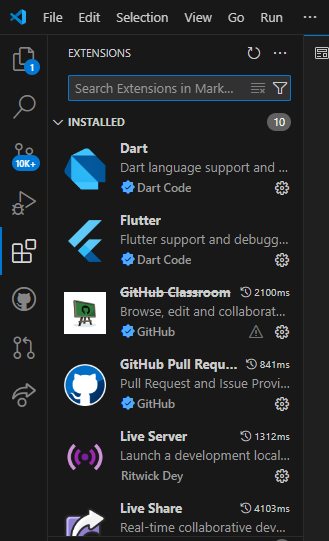 File Edit Selection View Go Run ...
EXTENSIONS ...
1
Search Extensions in Mark...
INSTALLED 10
10K+
Dart
Dart language support and ...
Dart Code
Flutter
Flutter support and debugg...
Dart Code
GitHub Classroom 2100ms
Browse, edit and collaborat...
GitHub
GitHub Pull Requ... 841ms
Pull Request and Issue Provi...
GitHub
Live Server 1312ms
Launch a development local...
Ritwick Dey
Live Share 4103ms
Real-time collaborative dev...